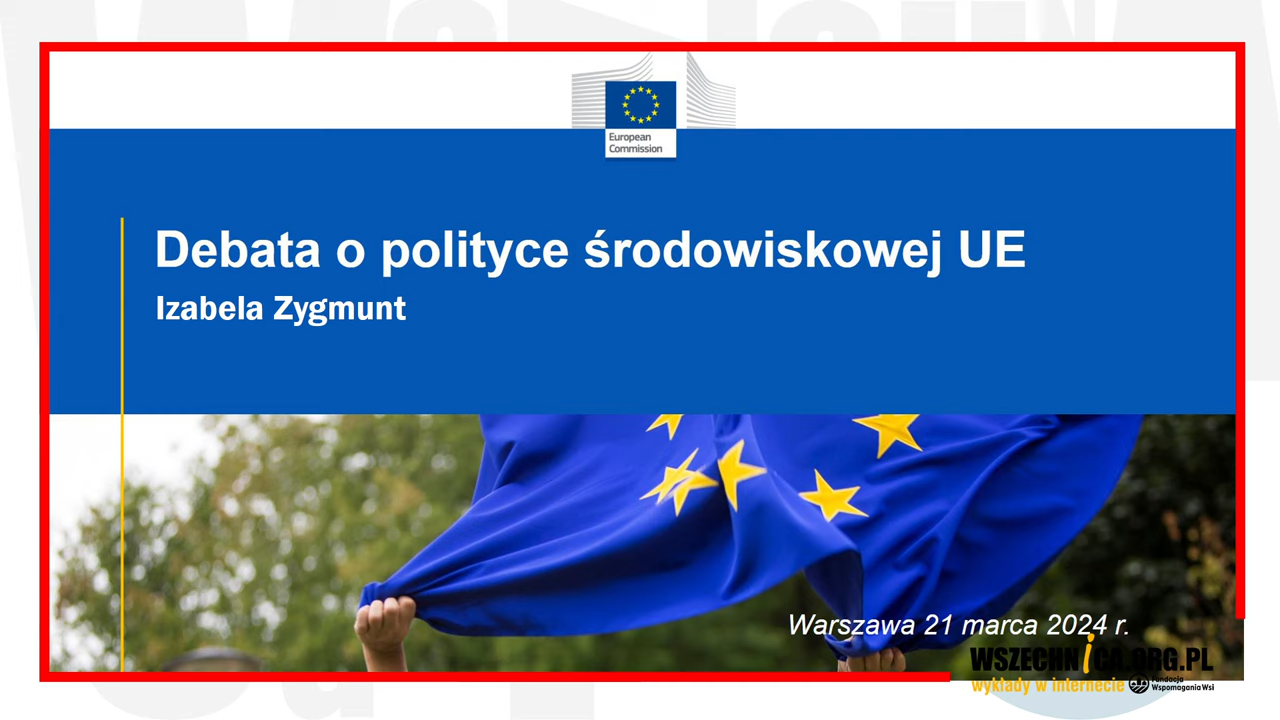 European
Commission
Debata o polityce środowiskowej UE
Izabela Zygmunt
Warszawa 21 marca 2024 r.
WSZECHNiCA.ORG.PL
wykłady w internecie
Fundacja
Wspomagania Wsi